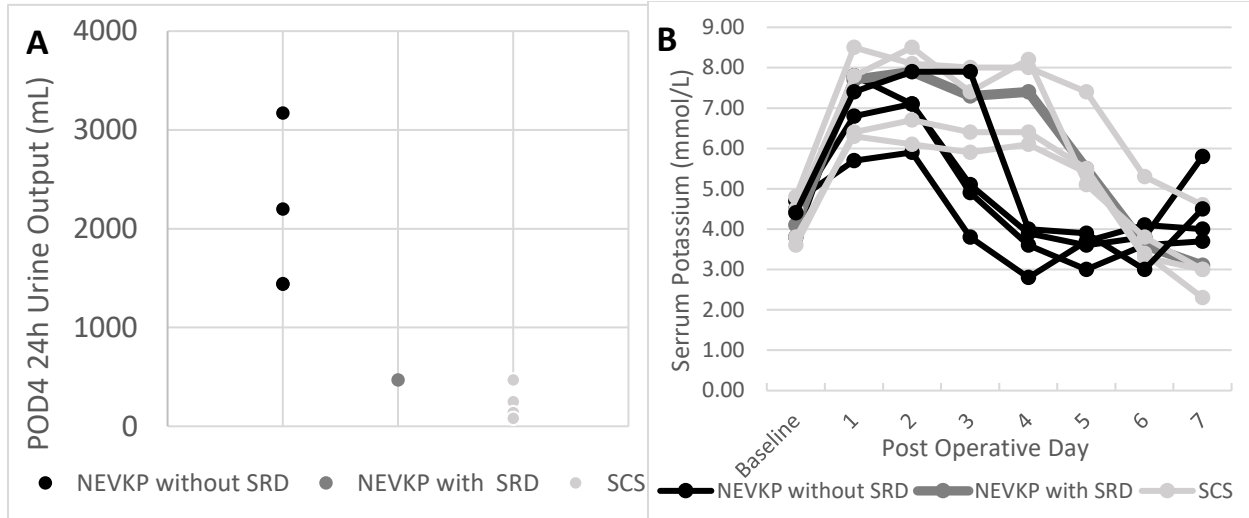 A
POD4 24h Urine Output (mL)
4000
3000
2000
1000
0
NEVKP without SRD
NEVKP with SRD
SCS
B
Serrum Potassium (mmol/L)
9.00
8.00
7.00
6.00
5.00
4.00
3.00
2.00
1.00
0.00
Baseline
1
2
3
4
5
6
7
Post Operative Day
NEVKP without SRD
NEVKP with SRD
SCS